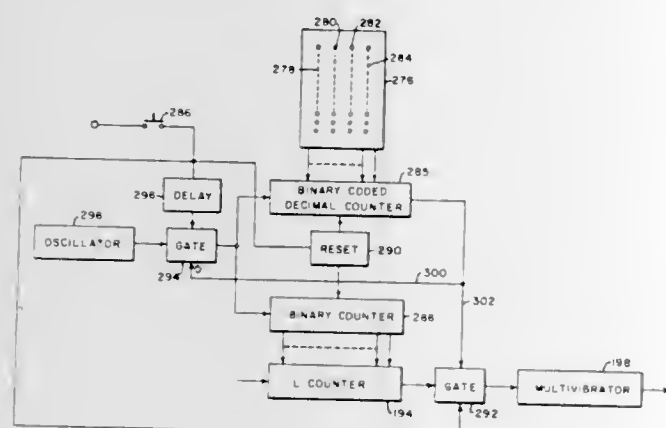 280
282
278
284
276
286
285
296
DELAY
BINARY CODED
DECIMAL COUNTER
296
OSCILLATOR
GATE
294
RESET
290
300
302
BINARY COUNTER
288
198
L COUNTER
194
GATE
292
MULTIVIBRATOR